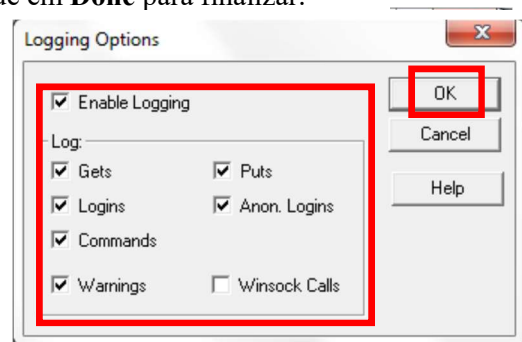 em Done para finalizar.
Logging Options
Enable Logging
OK
Log:
Cancel
Gets
Puts
Help
Logins
Anon. Logins
Commands
Warnings
Winsock Calls